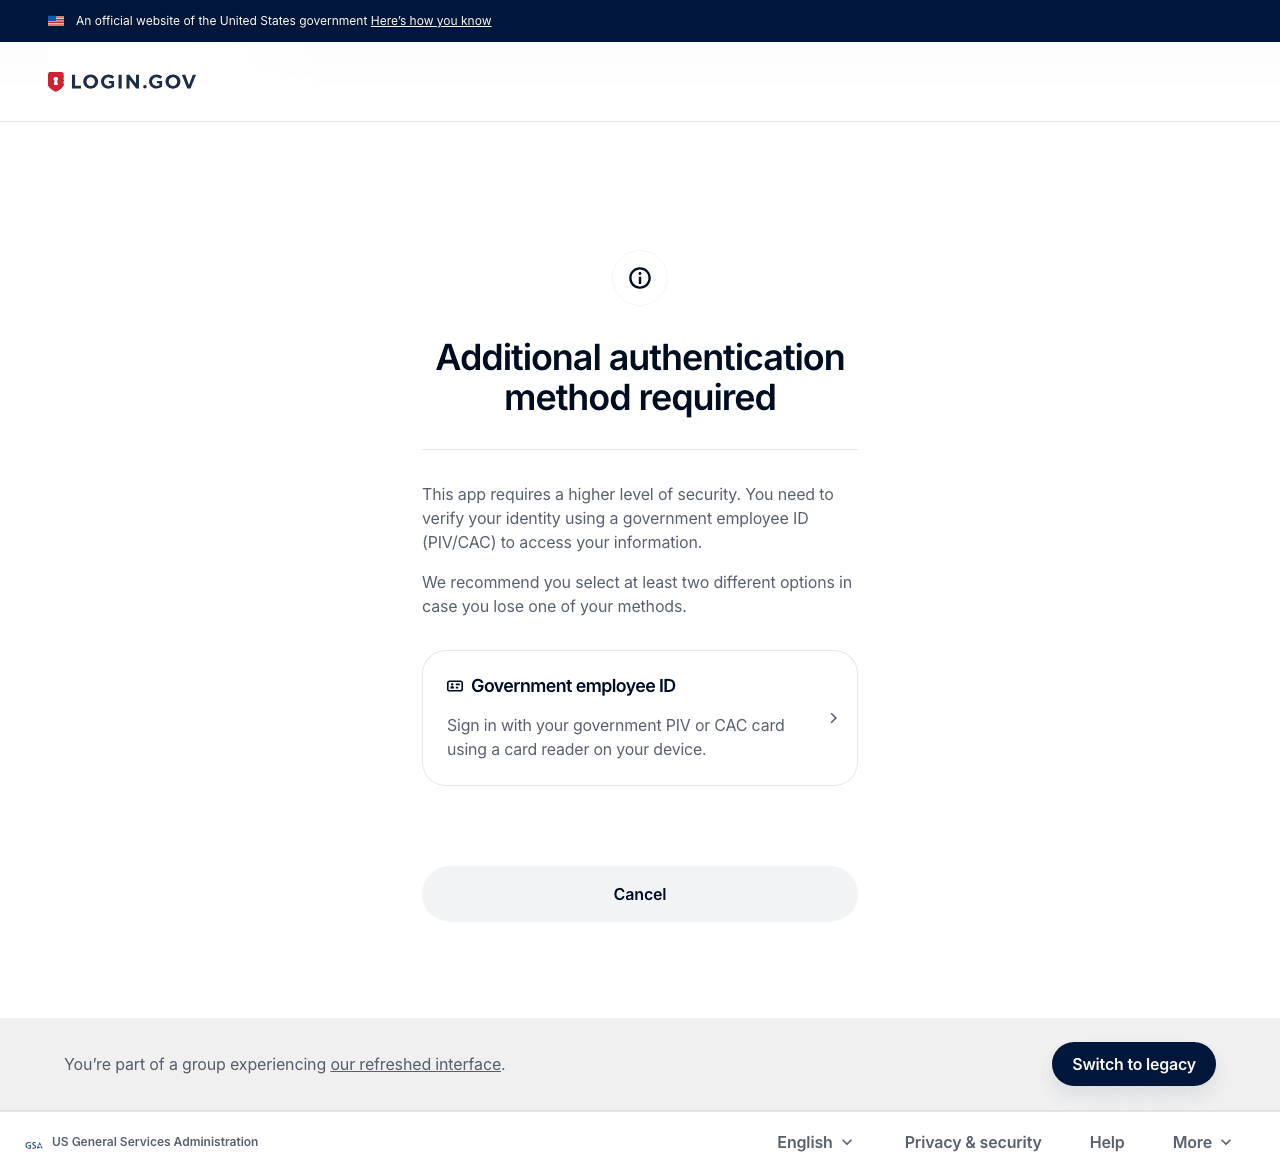 An official website of the United States government Here’s how you know
LOGIN.GOV
Additional authentication
method required
This app requires a higher level of security. You need to
verify your identity using a government employee ID
(PIV/CAC) to access your information.
We recommend you select at least two different options in
case you lose one of your methods.
Government employee ID
Sign in with your government PIV or CAC card
using a card reader on your device.
Cancel
You’re part of a group experiencing our refreshed interface.
Switch to legacy
GSA US General Services Administration
English
Privacy & security
Help
More